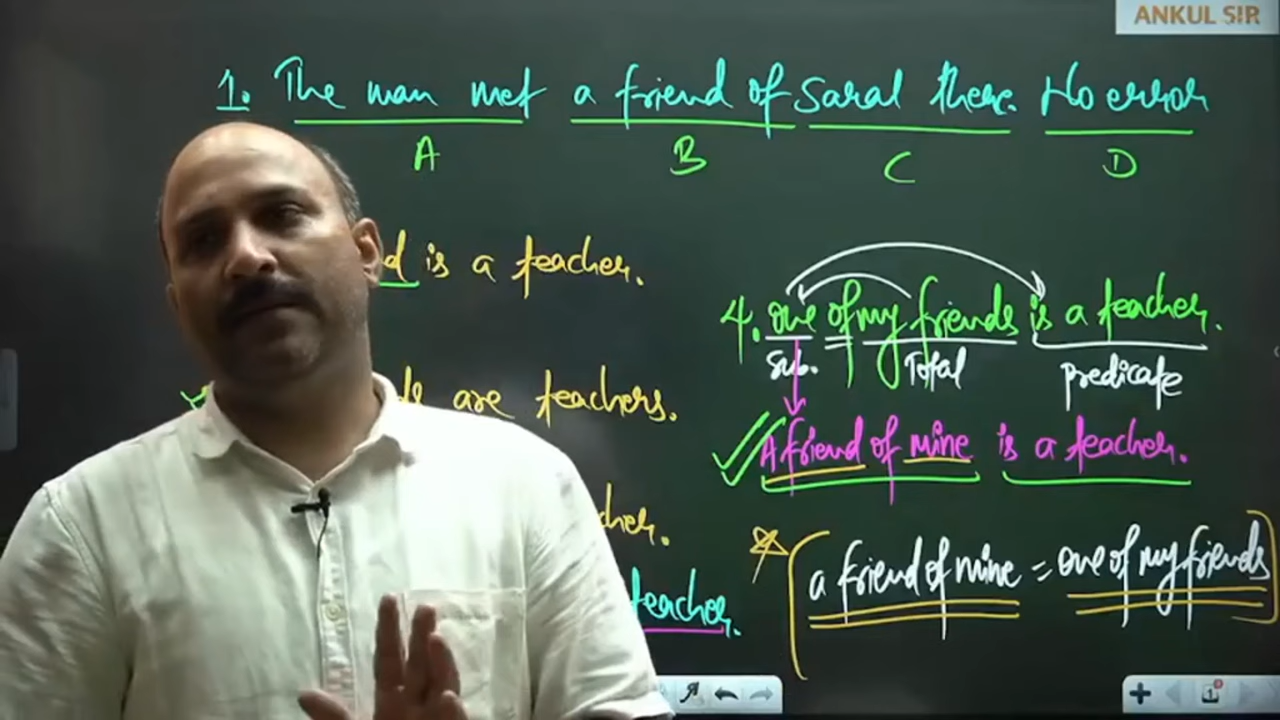 ANKUL SIR
1. The man met a friend of Saral there. No error
A B C D
is a teacher.
4. one of my friends is a teacher.
Sub. Total predicate
are teachers.
A friend of mine is a teacher.
a friend of mine = one of my friends
teacher.